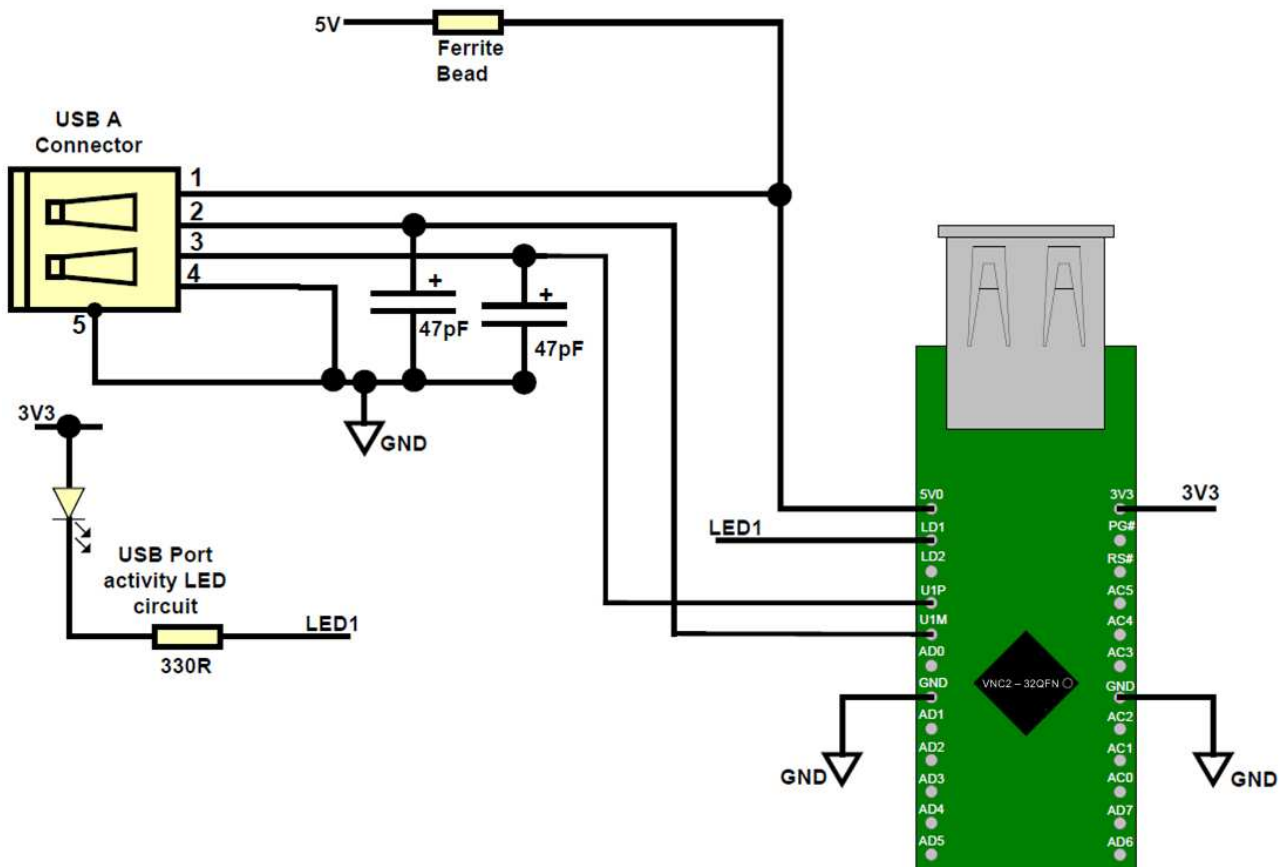 5V
Ferrite
Bead
USB A
Connector
1
2
3
4
5
+
47pF
+
47pF
GND
3V3
USB Port
activity LED
circuit
LED1
330R
LED1
5V0
LD1
LD2
U1P
U1M
AD0
GND
AD1
AD2
AD3
AD4
AD5
3V3
PG#
RS#
AC5
AC4
AC3
GND
AC2
AC1
AC0
AD7
AD6
3V3
VNC2 – 32QFN
GND
GND